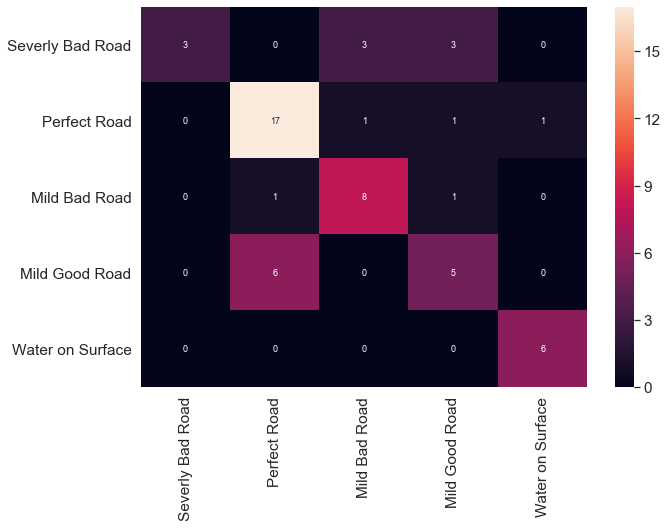 Severly Bad Road 3 0 3 3 0
Perfect Road 0 17 1 1 1
Mild Bad Road 0 1 8 1 0
Mild Good Road 0 6 0 5 0
Water on Surface 0 0 0 0 6
Severly Bad Road
Perfect Road
Mild Bad Road
Mild Good Road
Water on Surface
15
12
9
6
3
0